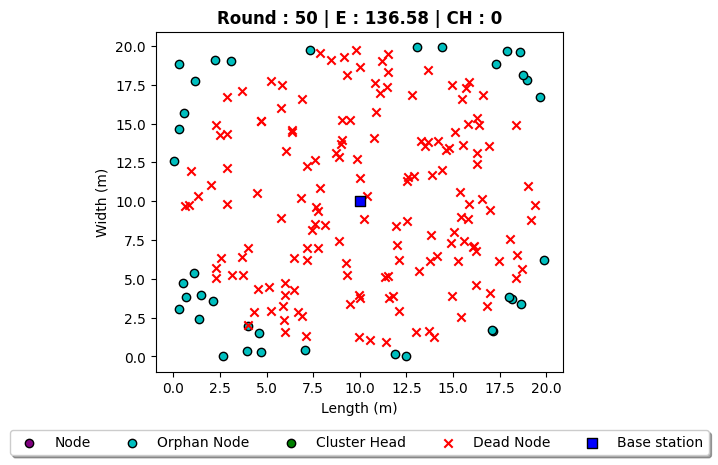 Round : 50 | E : 136.58 | CH : 0
20.0
17.5
15.0
12.5
10.0
7.5
5.0
2.5
0.0
Width (m)
0.0 2.5 5.0 7.5 10.0 12.5 15.0 17.5 20.0
Length (m)
Node Orphan Node Cluster Head Dead Node Base station